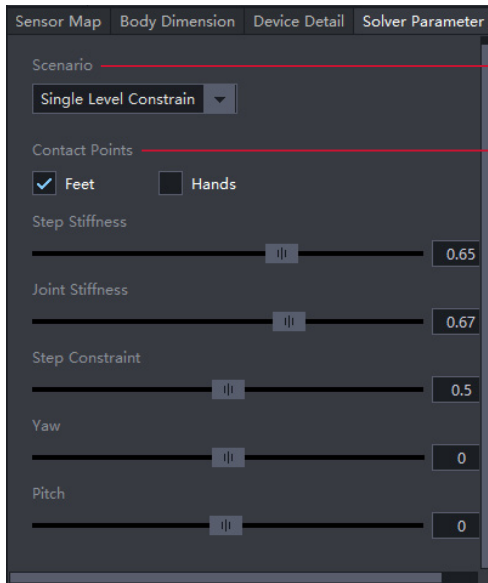 Sensor Map Body Dimension Device Detail Solver Parameter
Scenario
Single Level Constrain
Contact Points
Feet Hands
Step Stiffness
0.65
Joint Stiffness
0.67
Step Constraint
0.5
Yaw
0
Pitch
0